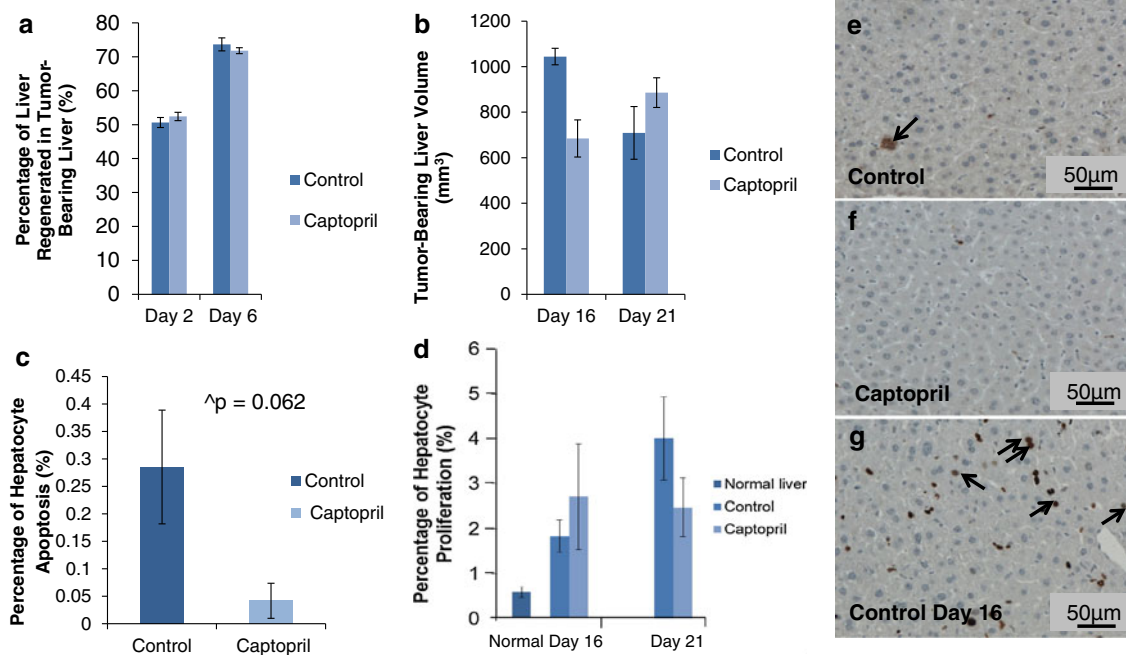 a
Percentage of Liver
Regenerated in Tumor-
Bearing Liver (%)
80
70
60
50
40
30
20
10
0
Day 2
Day 6
Control
Captopril
b
Tumor-Bearing Liver Volume
(mm³)
1200
1000
800
600
400
200
0
Day 16
Day 21
Control
Captopril
c
Percentage of Hepatocyte
Apoptosis (%)
0.45
0.4
0.35
0.3
0.25
0.2
0.15
0.1
0.05
0
^p = 0.062
Control
Captopril
Control
Captopril
d
Percentage of Hepatocyte
Proliferation (%)
6
5
4
3
2
1
0
Normal Day 16
Day 21
Normal liver
Control
Captopril
e
Control
50µm
f
Captopril
50µm
g
Control Day 16
50µm